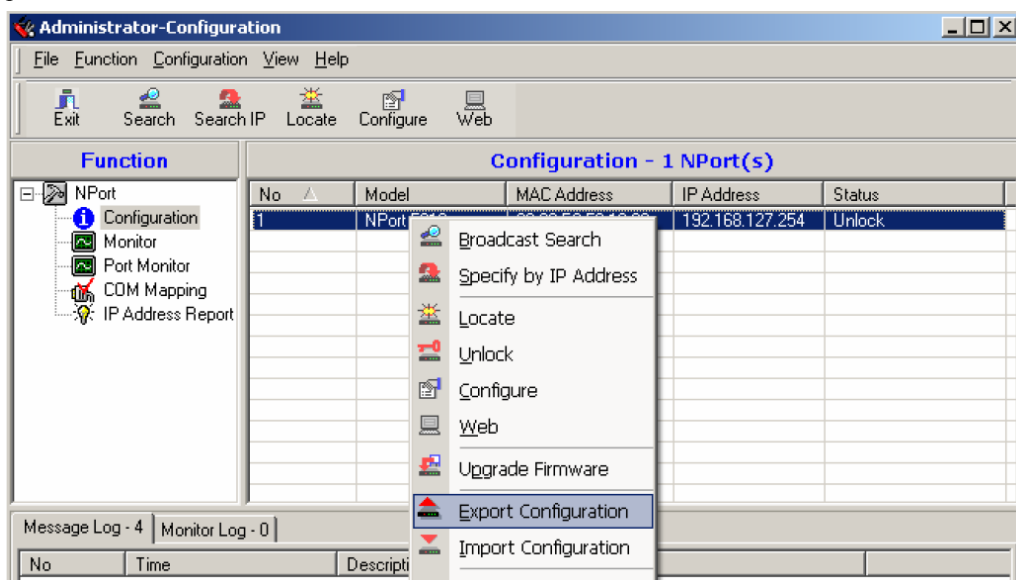 Administrator-Configuration
File Function Configuration View Help
Exit Search Search IP Locate Configure Web
Function
Configuration - 1 NPort(s)
NPort
Configuration
Monitor
Port Monitor
COM Mapping
IP Address Report
No Model MAC Address IP Address Status
1 NPort 192.168.127.254 Unlock
Broadcast Search
Specify by IP Address
Locate
Unlock
Configure
Web
Upgrade Firmware
Export Configuration
Import Configuration
Message Log - 4 Monitor Log - 0
No Time Descripti